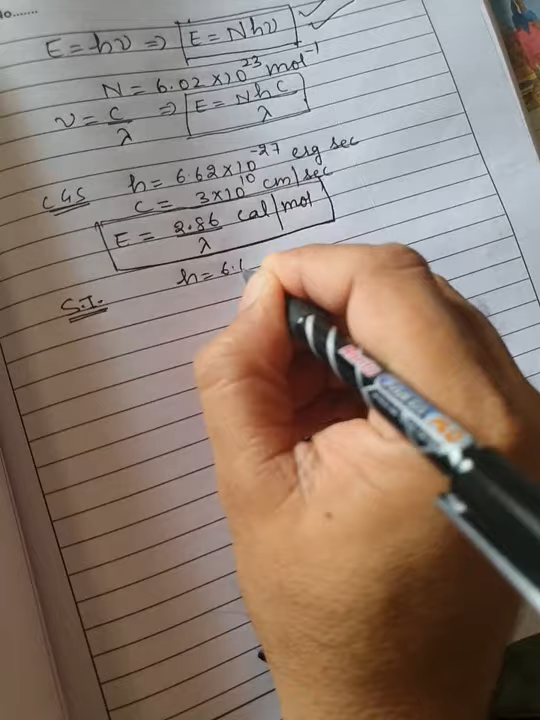 No.......
E = hν ⇒ E = Nhν
N = 6.02 × 10²³ mol⁻¹
ν = c/λ ⇒ E = Nhc/λ
CGS h = 6.62 × 10⁻²⁷ erg sec
c = 3 × 10¹⁰ cm/sec
E = 2.86/λ cal/mol
S.I. h = 6.